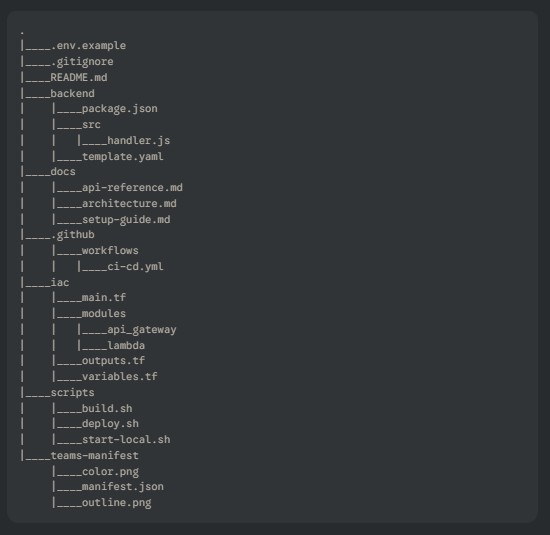 .
|____.env.example
|____.gitignore
|____README.md
|____backend
|    |____package.json
|    |____src
|    |   |____handler.js
|    |____template.yaml
|____docs
|    |____api-reference.md
|    |____architecture.md
|    |____setup-guide.md
|____.github
|    |____workflows
|    |   |____ci-cd.yml
|____iac
|    |____main.tf
|    |____modules
|    |   |____api_gateway
|    |   |____lambda
|    |____outputs.tf
|    |____variables.tf
|____scripts
|    |____build.sh
|    |____deploy.sh
|    |____start-local.sh
|____teams-manifest
     |____color.png
     |____manifest.json
     |____outline.png